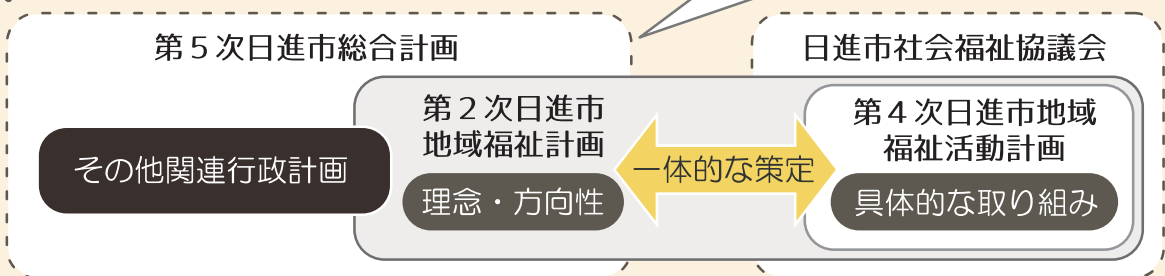 第５次日進市総合計画
日進市社会福祉協議会
その他関連行政計画
第２次日進市
地域福祉計画
理念・方向性
一体的な策定
第４次日進市地域
福祉活動計画
具体的な取り組み